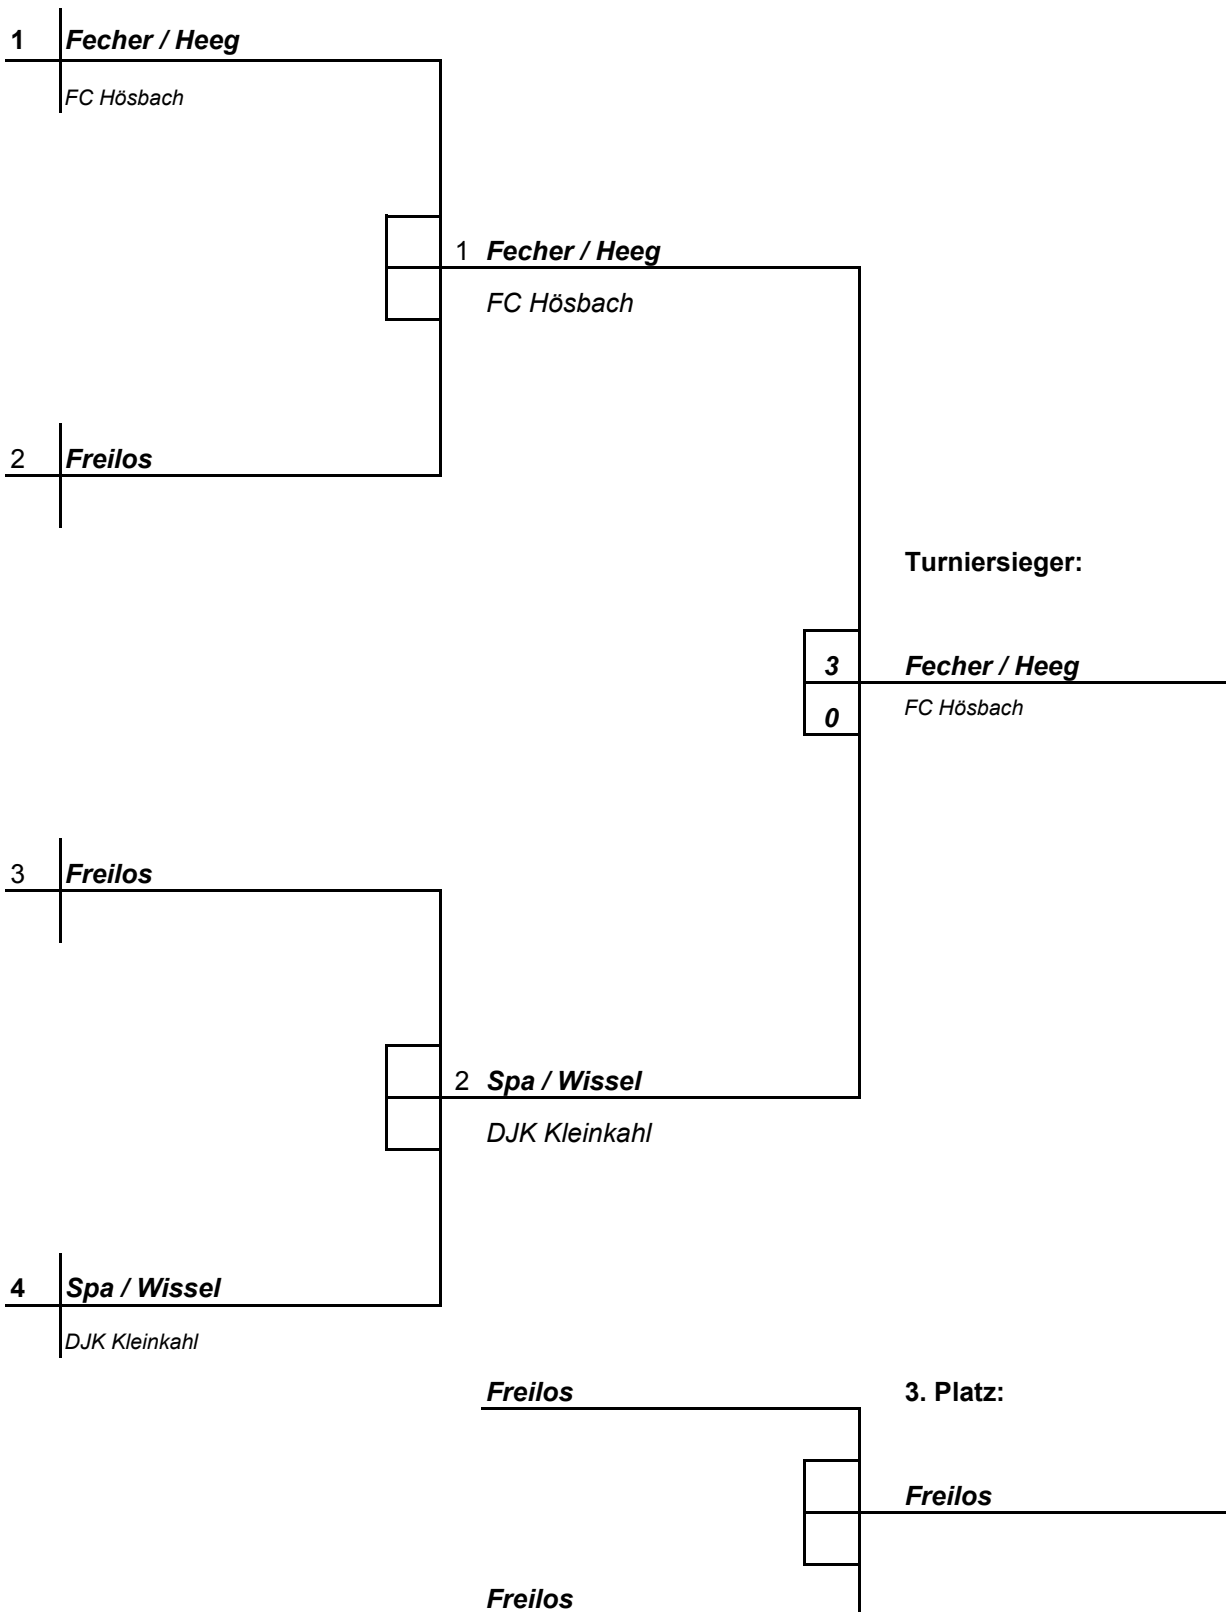 1 Fecher / Heeg
FC Hösbach
1 Fecher / Heeg
FC Hösbach
2 Freilos
Turniersieger:
3 Fecher / Heeg
0 FC Hösbach
3 Freilos
2 Spa / Wissel
DJK Kleinkahl
4 Spa / Wissel
DJK Kleinkahl
Freilos 3. Platz:
Freilos
Freilos